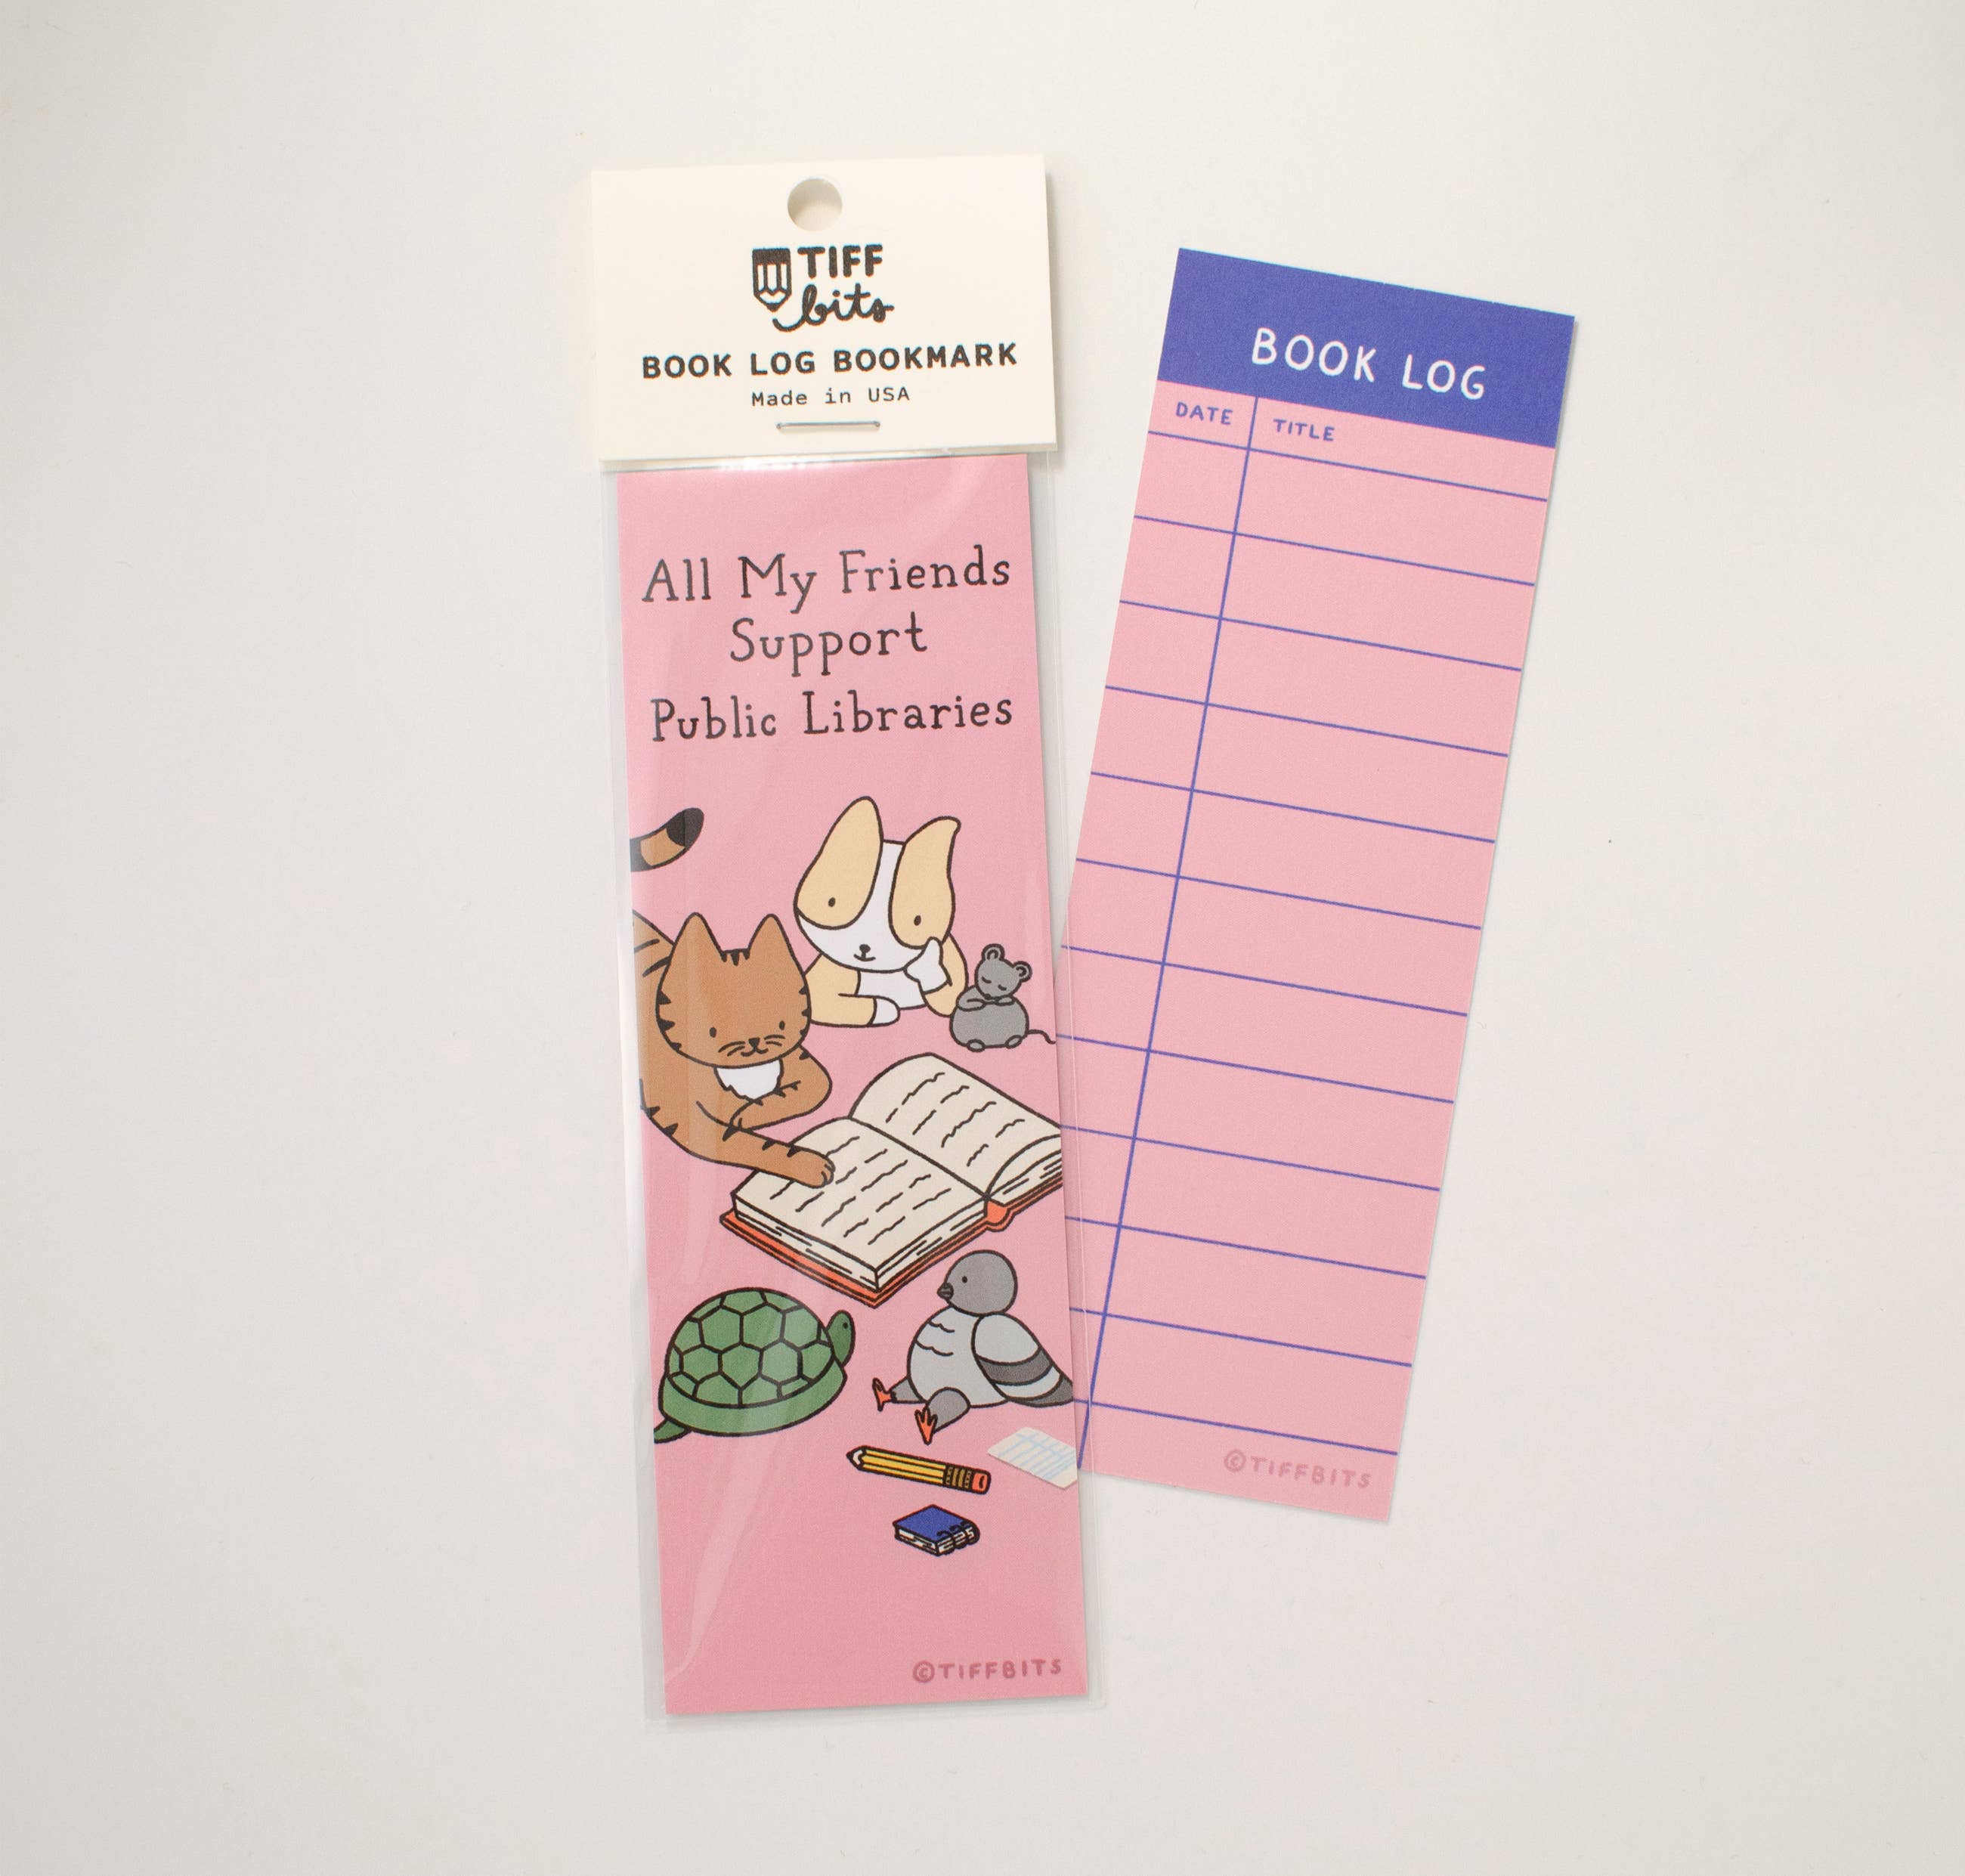 TIFF
bits
BOOK LOG BOOKMARK
Made in USA
All My Friends
Support
Public Libraries
©TIFFBITS
BOOK LOG
DATE TITLE
©TIFFBITS